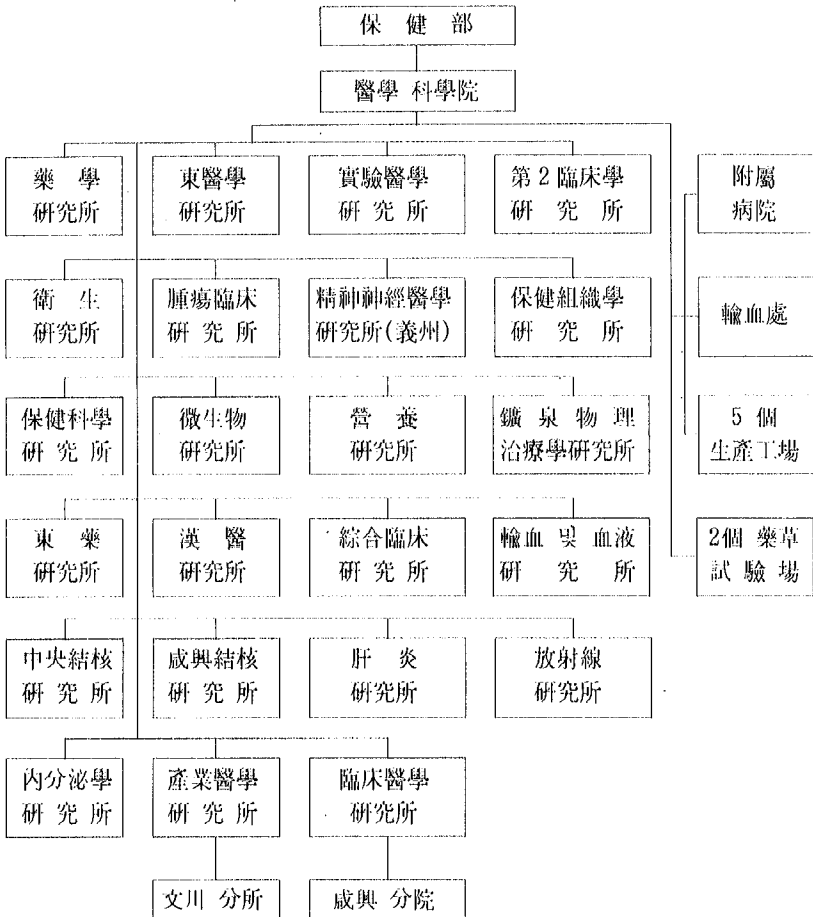 保 健 部
醫學 科學院
藥 學
研究所
東醫學
研究所
實驗醫學
研 究 所
第2臨床學
研 究 所
附屬
病院
衛 生
研究所
腫瘍臨床
研 究 所
精神神經醫學
研究所(義州)
保健組織學
研 究 所
輸血處
保健科學
研 究 所
微生物
研究所
營 養
研究所
鑛 泉 物 理
治療學硏究所
5 個
生產工場
東 藥
研究所
漢 醫
研究所
綜合臨床
研 究 所
輸血 및 血液
研 究 所
2個 藥草
試 驗 場
中央結核
研 究 所
咸興結核
研 究 所
肝 炎
研究所
放射線
研究所
內分泌學
研 究 所
產業醫學
研 究 所
臨床醫學
研究所
文川 分所
咸興 分院